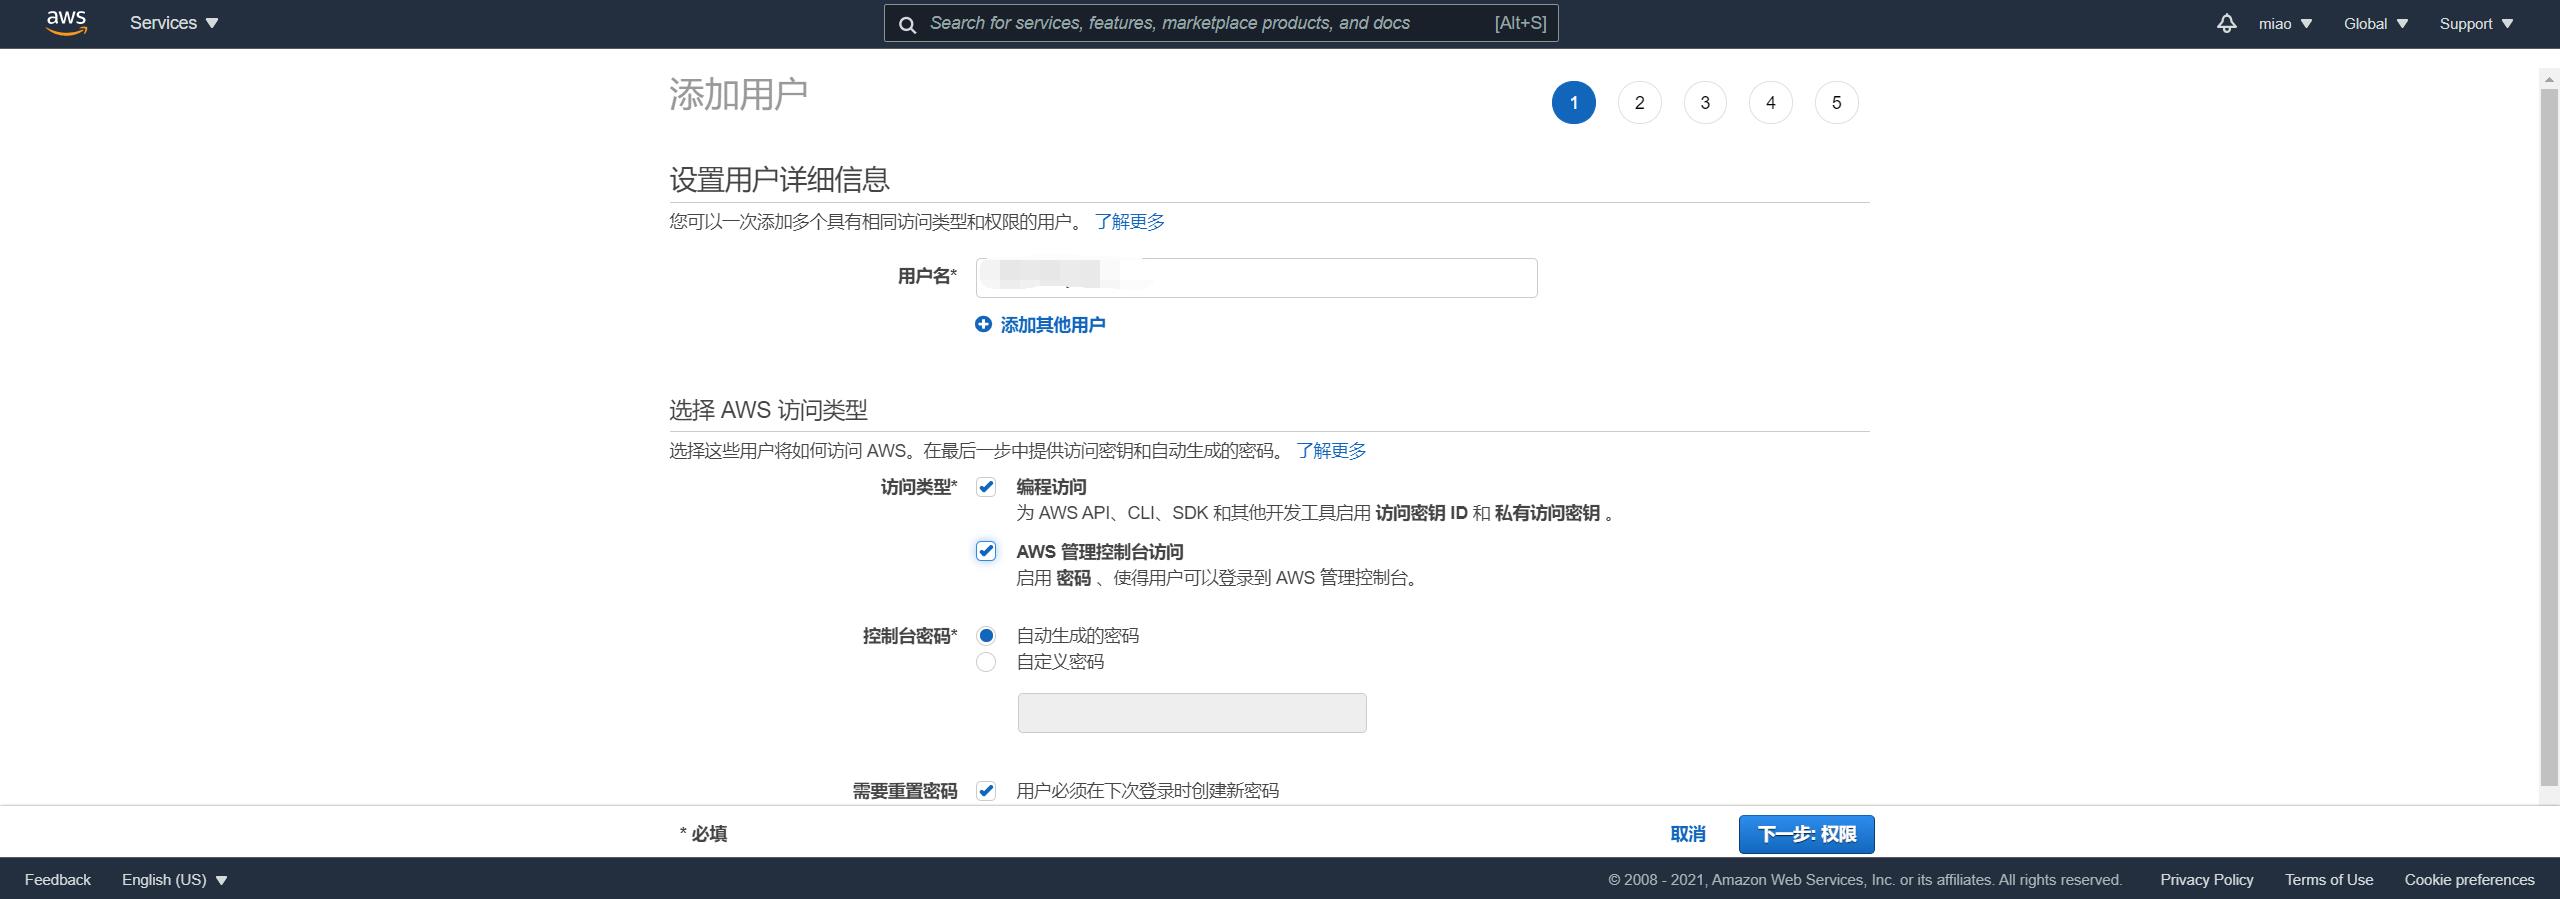 aws Services Search for services, features, marketplace products, and docs [Alt+S] miao Global Support
添加用户
1 2 3 4 5
设置用户详细信息
您可以一次添加多个具有相同访问类型和权限的用户。 了解更多
用户名*
添加其他用户
选择 AWS 访问类型
选择这些用户将如何访问 AWS。在最后一步中提供访问密钥和自动生成的密码。 了解更多
访问类型* 编程访问
为 AWS API、CLI、SDK 和其他开发工具启用 访问密钥 ID 和 私有访问密钥 。
AWS 管理控制台访问
启用 密码 、使得用户可以登录到 AWS 管理控制台。
控制台密码* 自动生成的密码
自定义密码
需要重置密码 用户必须在下次登录时创建新密码
* 必填 取消 下一步: 权限
Feedback English (US) © 2008 - 2021, Amazon Web Services, Inc. or its affiliates. All rights reserved. Privacy Policy Terms of Use Cookie preferences